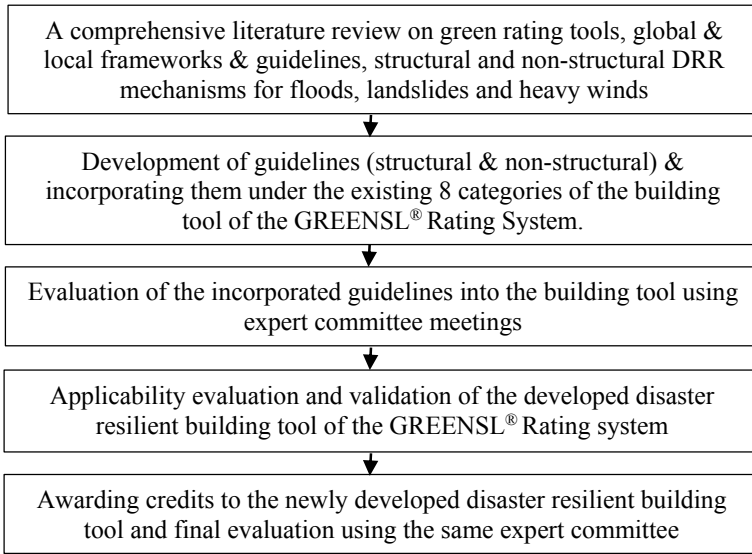 A comprehensive literature review on green rating tools, global &
local frameworks & guidelines, structural and non-structural DRR
mechanisms for floods, landslides and heavy winds
Development of guidelines (structural & non-structural) &
incorporating them under the existing 8 categories of the building
tool of the GREENSL® Rating System.
Evaluation of the incorporated guidelines into the building tool using
expert committee meetings
Applicability evaluation and validation of the developed disaster
resilient building tool of the GREENSL® Rating system
Awarding credits to the newly developed disaster resilient building
tool and final evaluation using the same expert committee